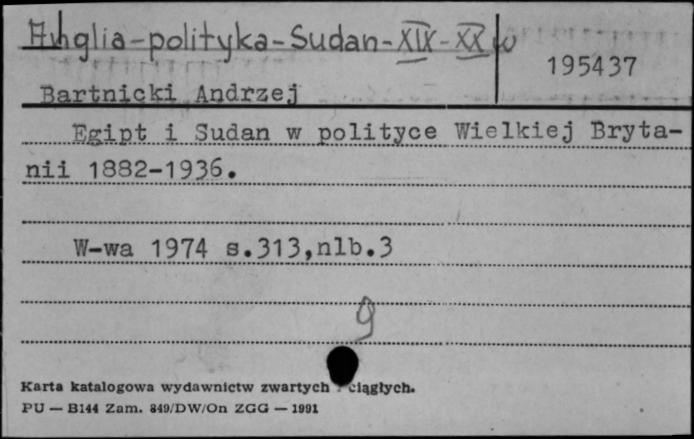 Anglia-polityka-Sudan-XIX-XX w
195437
Bartnicki Andrzej
Egipt i Sudan w polityce Wielkiej Bryta-
nii 1882-1936.
W-wa 1974 s.313,nlb.3
9
Karta katalogowa wydawnictw zwartych ciągłych.
PU — B144 Zam. 849/DW/On ZGG — 1991